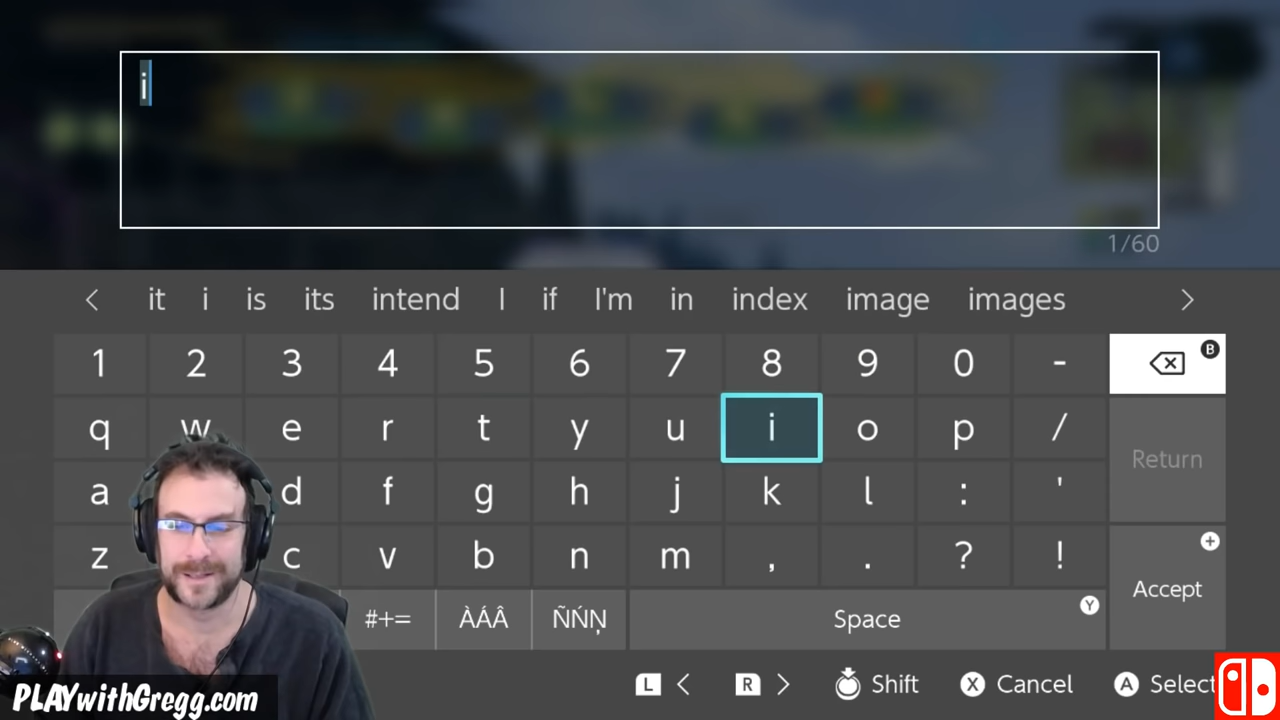 i
1/60
it i is its intend I if I'm in index image images
1 2 3 4 5 6 7 8 9 0 - B
q w e r t y u i o p /
Return
a d f g h j k l : '
z c v b n m , . ? ! +
Accept
#+= ÀÁÂ ÑŃŅ Space Y
L R Shift X Cancel A Select
PLAYwithGregg.com